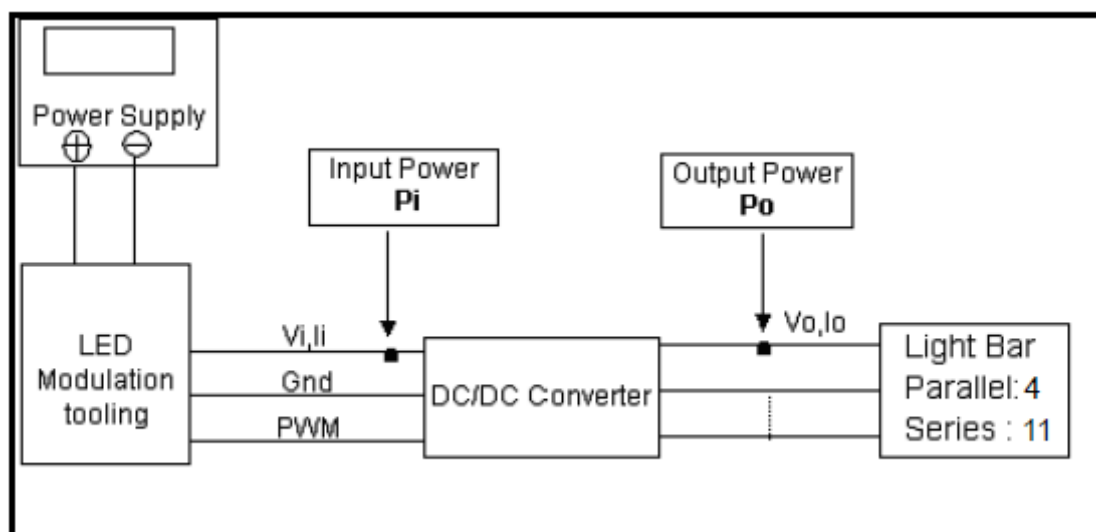 Power Supply
Input Power
Pi
Output Power
Po
LED
Modulation
tooling
Vi,Ii
Gnd
PWM
DC/DC Converter
Vo,Io
Light Bar
Parallel: 4
Series : 11